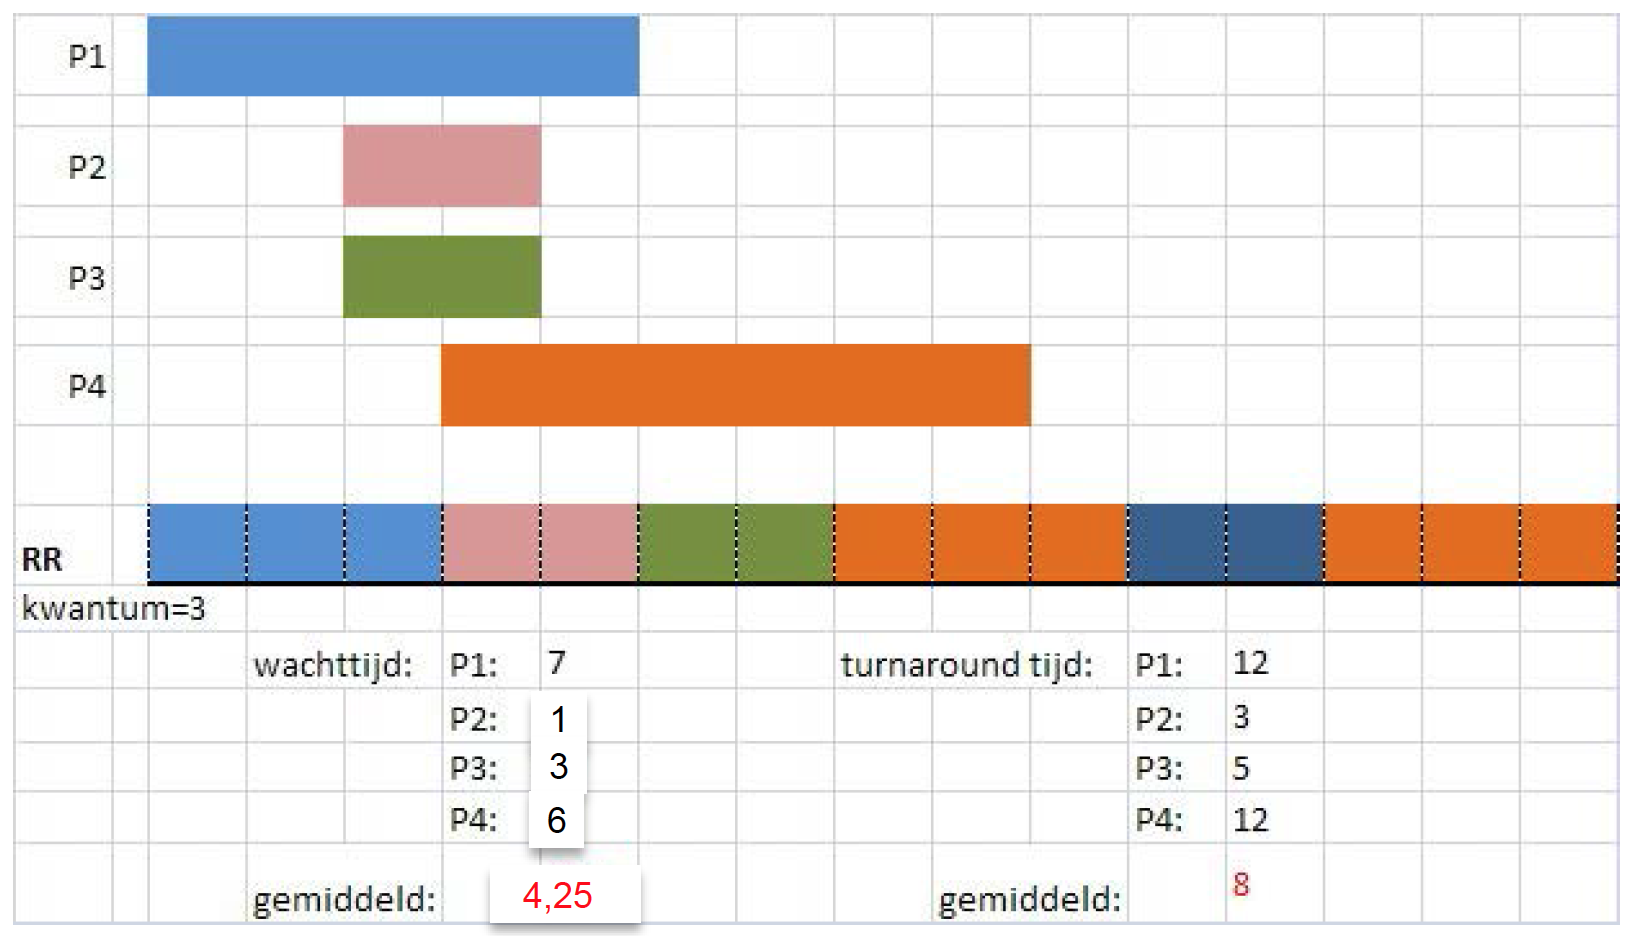 P1
P2
P3
P4
RR
kwantum=3
wachttijd: P1: 7 turnaround tijd: P1: 12
P2: 1 P2: 3
P3: 3 P3: 5
P4: 6 P4: 12
gemiddeld: 4,25 gemiddeld: 8